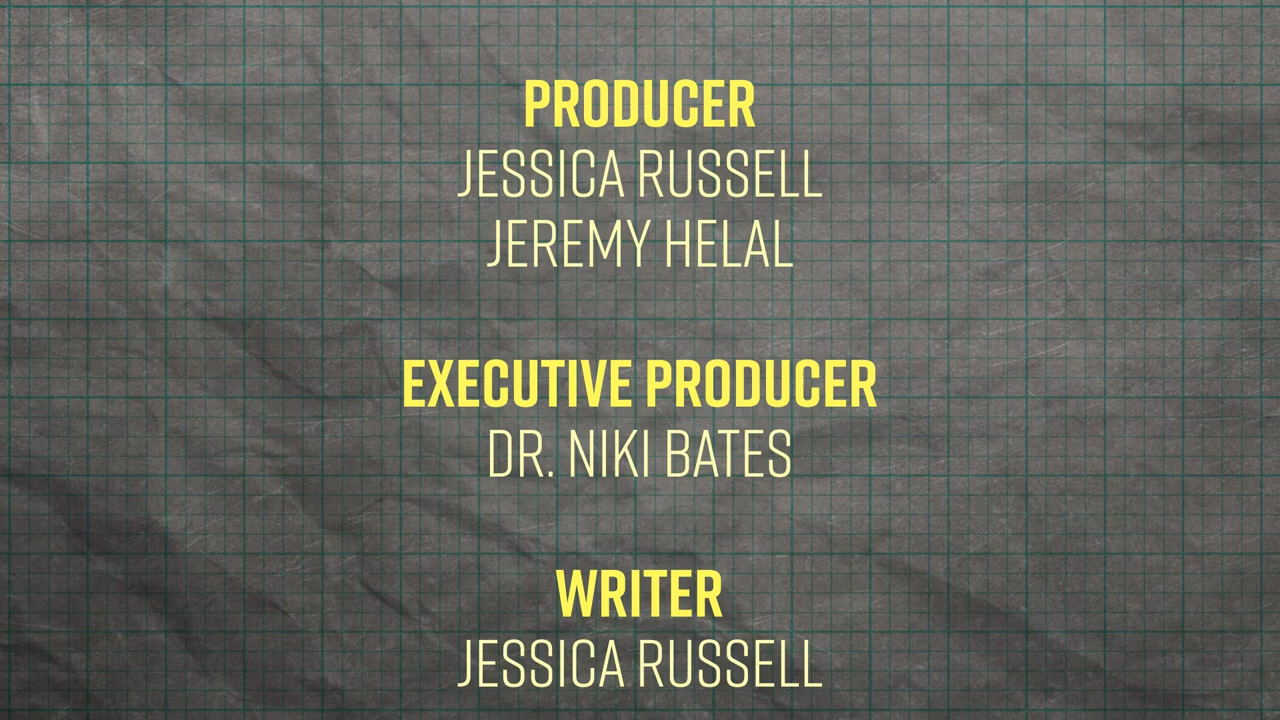 PRODUCER
JESSICA RUSSELL
JEREMY HELAL
EXECUTIVE PRODUCER
DR. NIKI BATES
WRITER
JESSICA RUSSELL